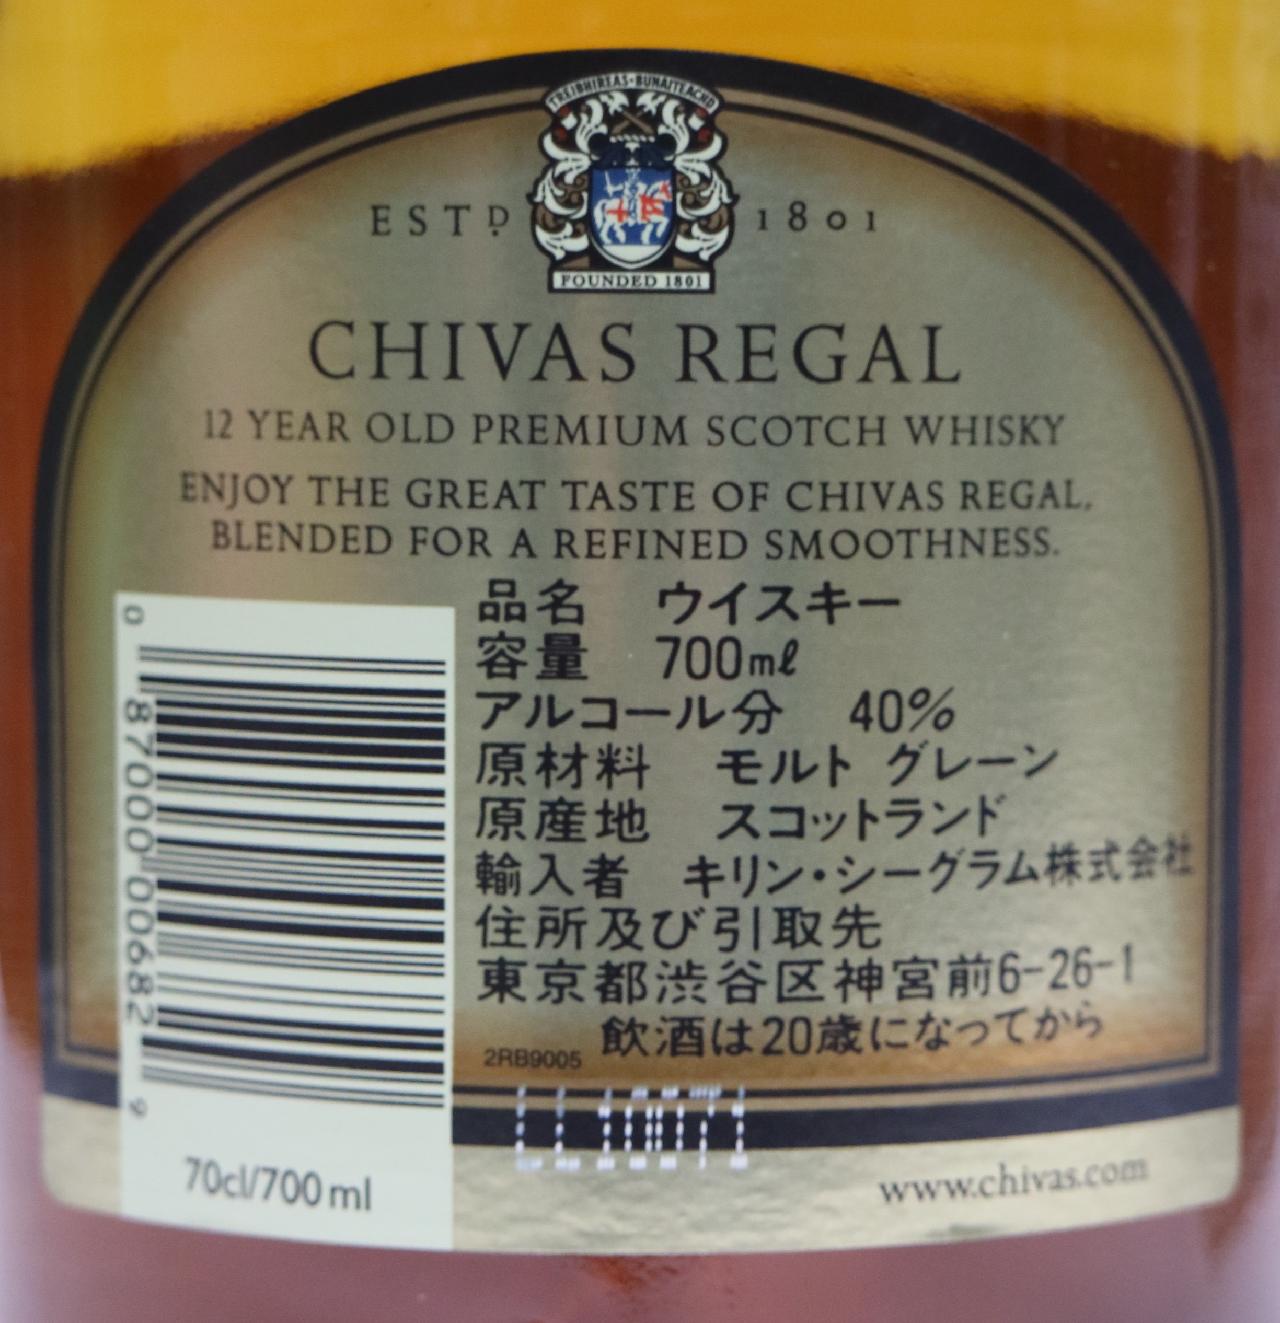 TREIBHIREAS·BUNAITEACHD
ESTD 1801
FOUNDED 1801
CHIVAS REGAL
12 YEAR OLD PREMIUM SCOTCH WHISKY
ENJOY THE GREAT TASTE OF CHIVAS REGAL,
BLENDED FOR A REFINED SMOOTHNESS.
品名 ウイスキー
容量 700mℓ
アルコール分 40%
原材料 モルト グレーン
原産地 スコットランド
輸入者 キリン・シーグラム株式会社
住所及び引取先
東京都渋谷区神宮前6-26-1
飲酒は20歳になってから
2RB9005
0 87000 00682 9
70cl/700ml
www.chivas.com